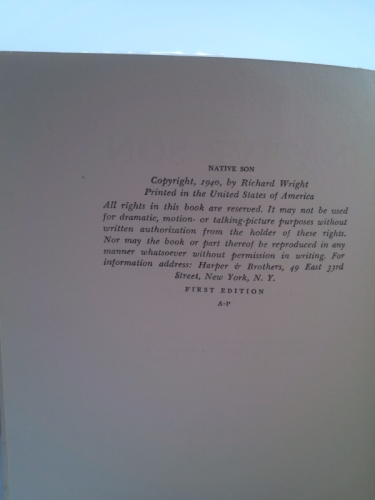 NATIVE SON
Copyright, 1940, by Richard Wright
Printed in the United States of America
All rights in this book are reserved. It may not be used
for dramatic, motion- or talking-picture purposes without
written authorization from the holder of these rights.
Nor may the book or part thereof be reproduced in any
manner whatsoever without permission in writing. For
information address: Harper & Brothers, 49 East 33rd
Street, New York, N. Y.
FIRST EDITION
A-P